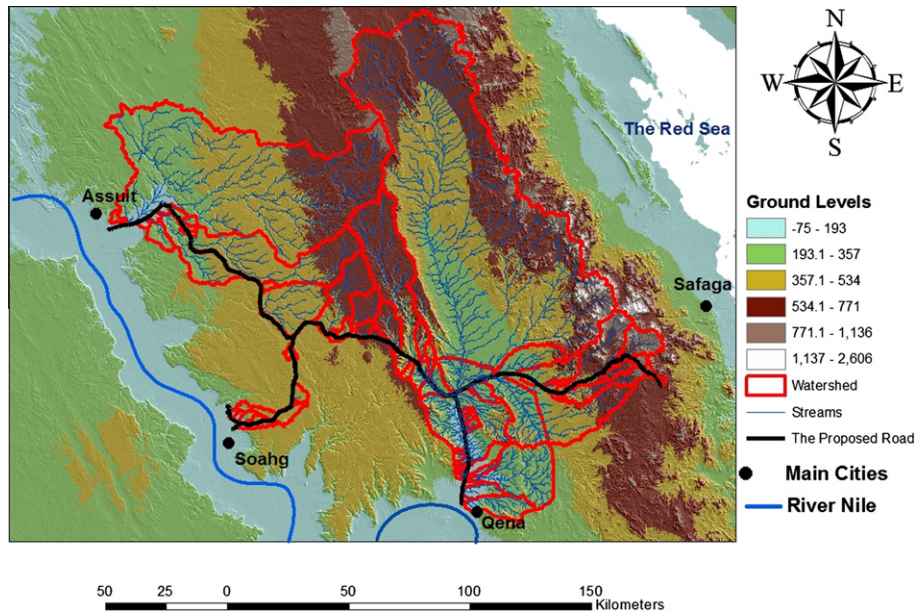 N
W E
S
The Red Sea
Assuit
Safaga
Soahg
Qena
Ground Levels
-75 - 193
193.1 - 357
357.1 - 534
534.1 - 771
771.1 - 1,136
1,137 - 2,606
Watershed
Streams
The Proposed Road
Main Cities
River Nile
50 25 0 50 100 150
Kilometers